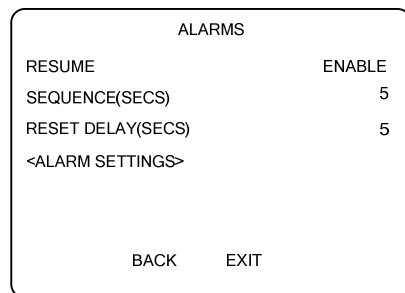 ALARMS
RESUME ENABLE
SEQUENCE(SECS) 5
RESET DELAY(SECS) 5
<ALARM SETTINGS>
BACK EXIT